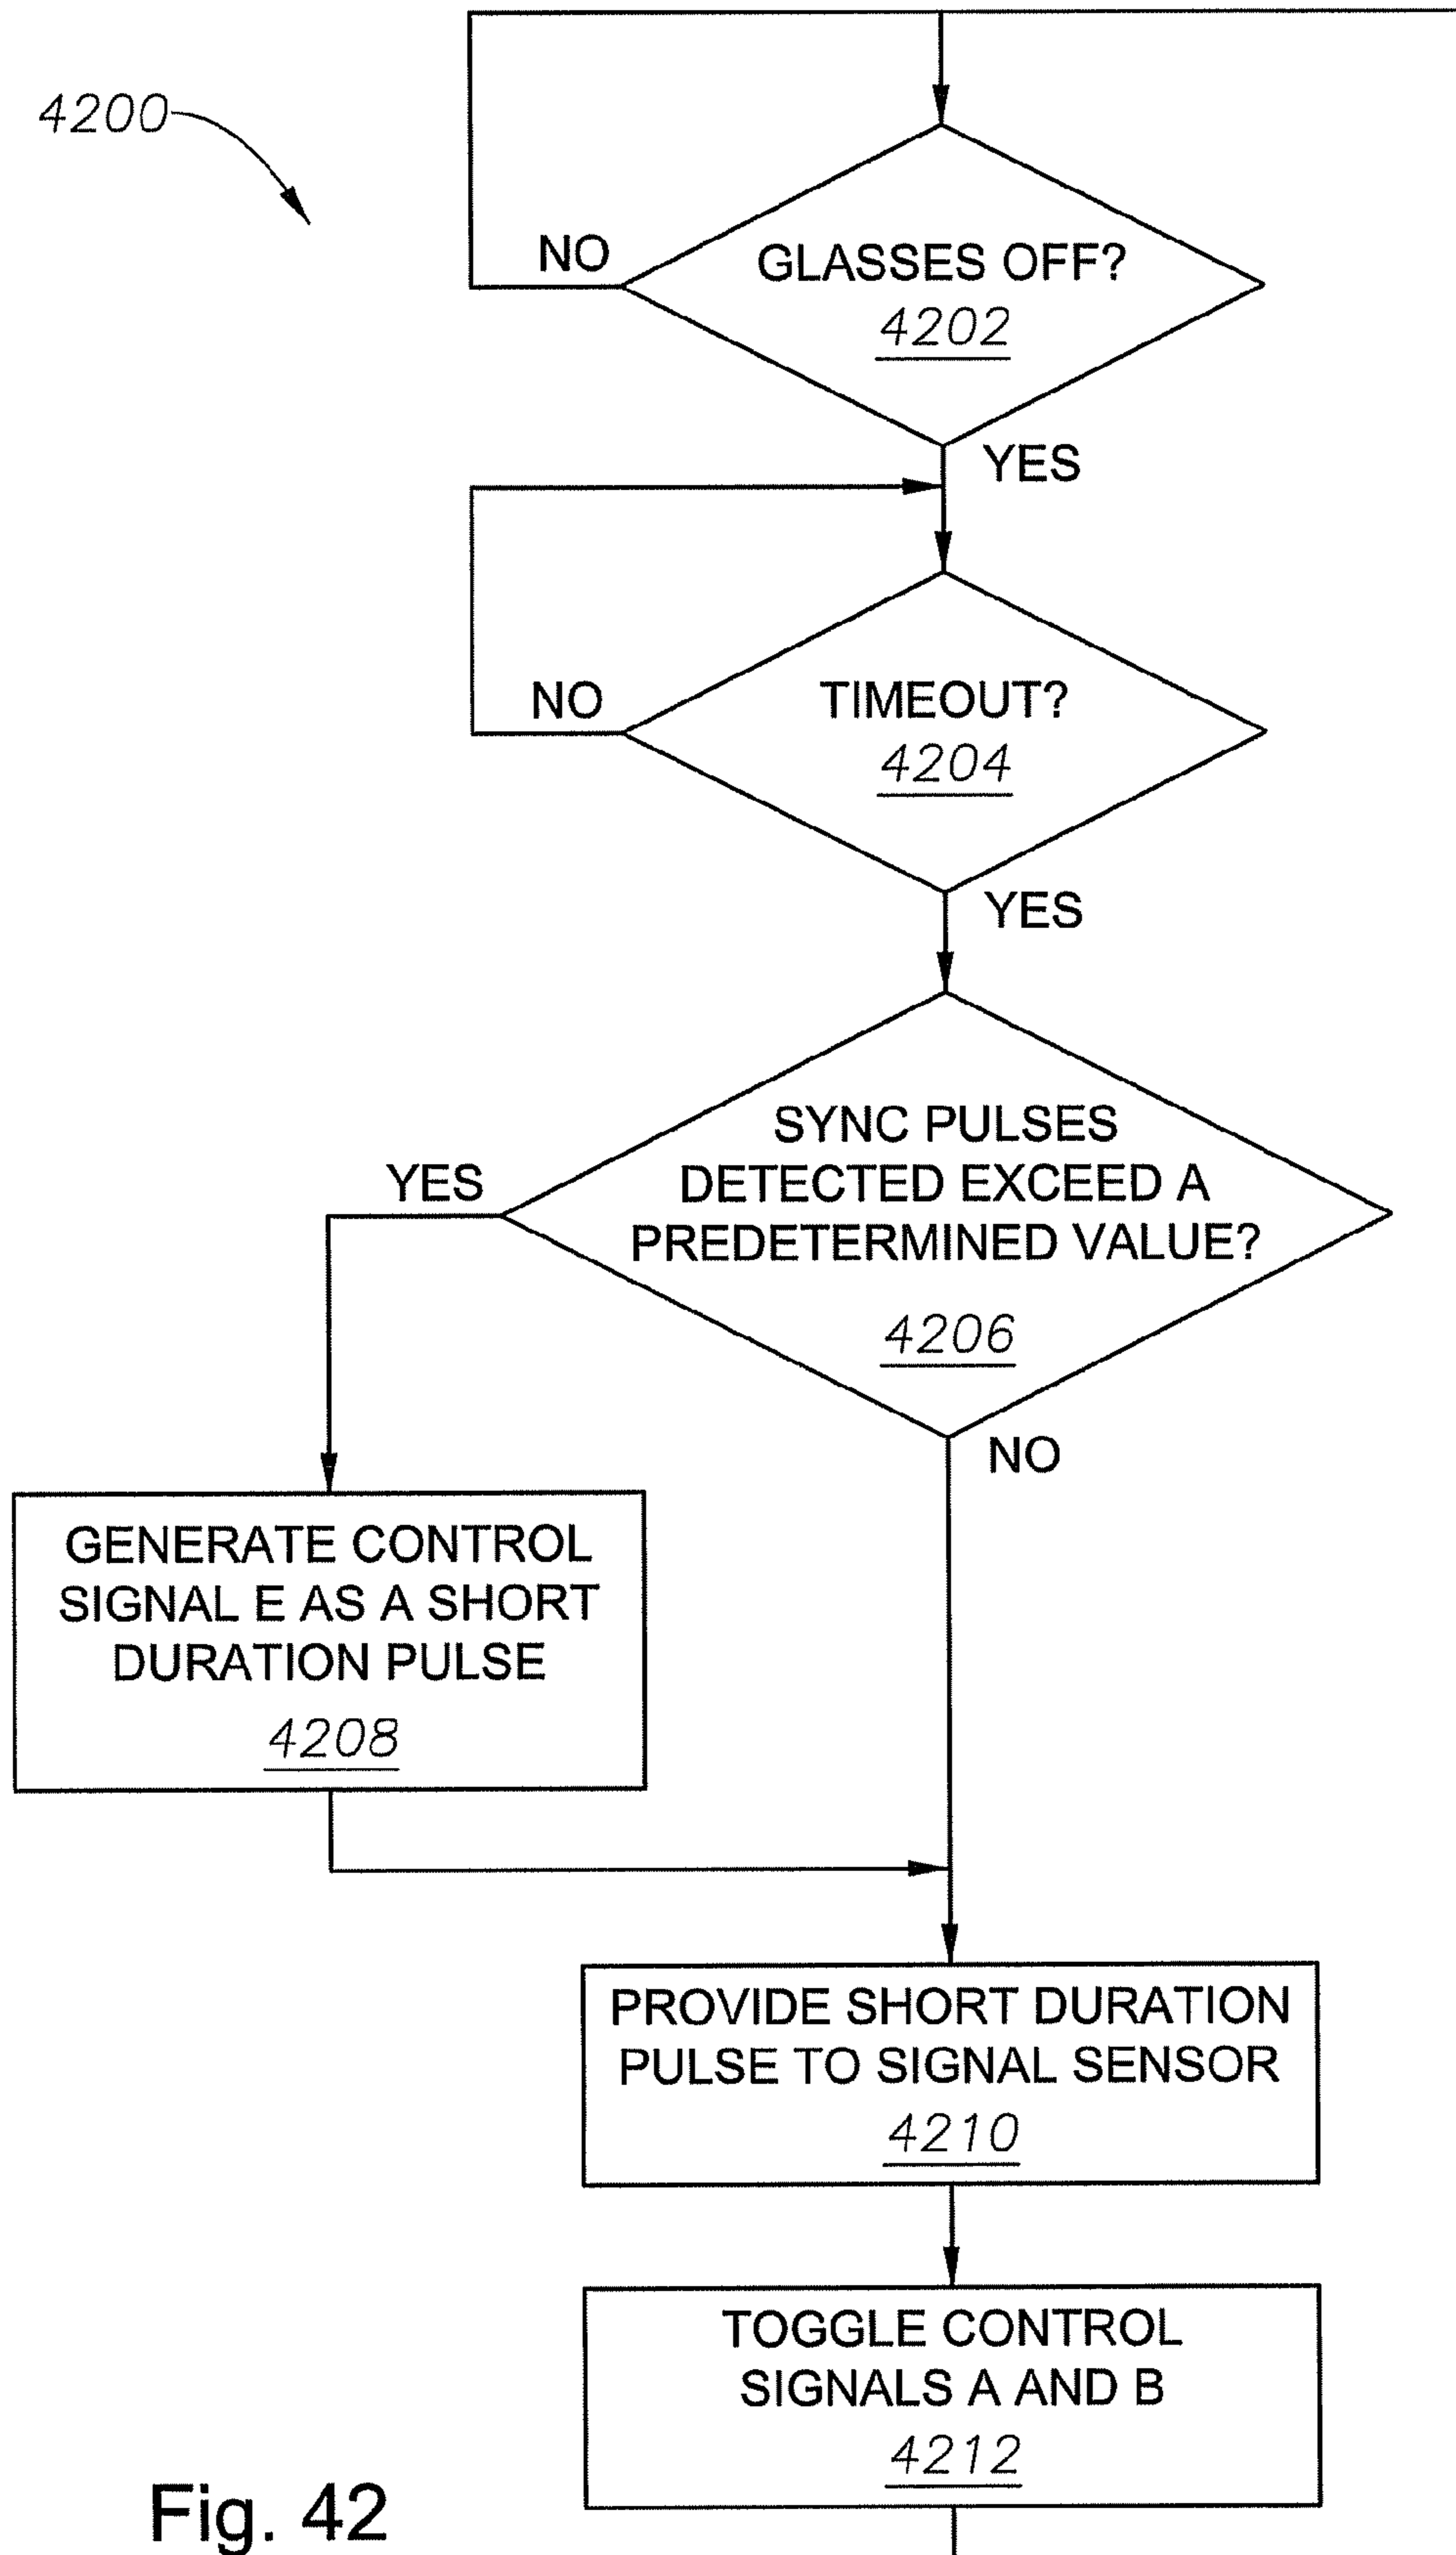 4200
NO
GLASSES OFF?
4202
YES
NO
TIMEOUT?
4204
YES
SYNC PULSES
DETECTED EXCEED A
PREDETERMINED VALUE?
4206
YES
NO
GENERATE CONTROL
SIGNAL E AS A SHORT
DURATION PULSE
4208
PROVIDE SHORT DURATION
PULSE TO SIGNAL SENSOR
4210
TOGGLE CONTROL
SIGNALS A AND B
4212
Fig. 42